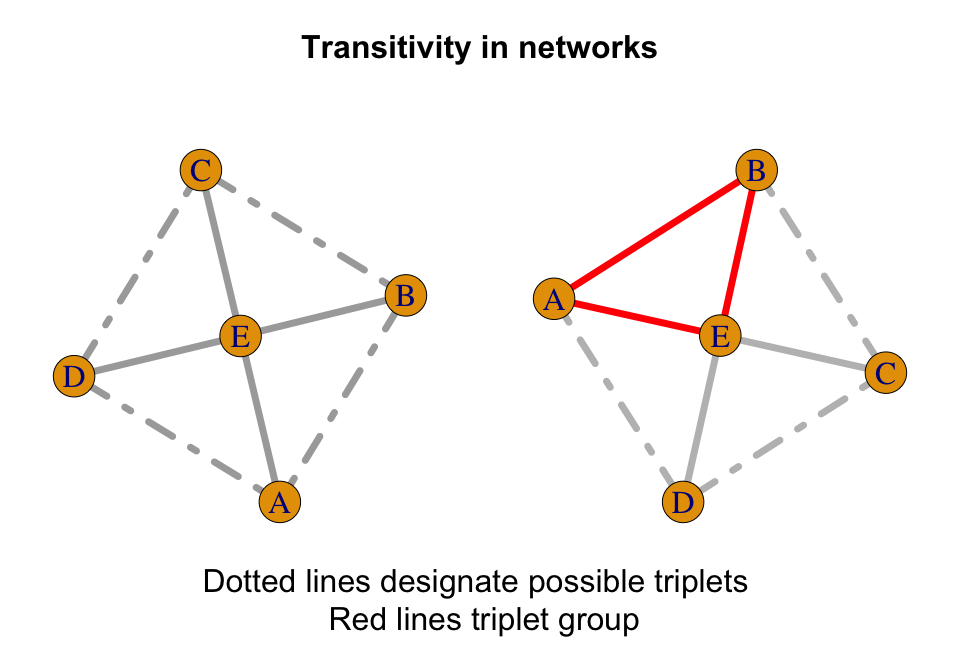 Transitivity in networks
C
B
E
D
A
B
A
E
C
D
Dotted lines designate possible triplets
Red lines triplet group